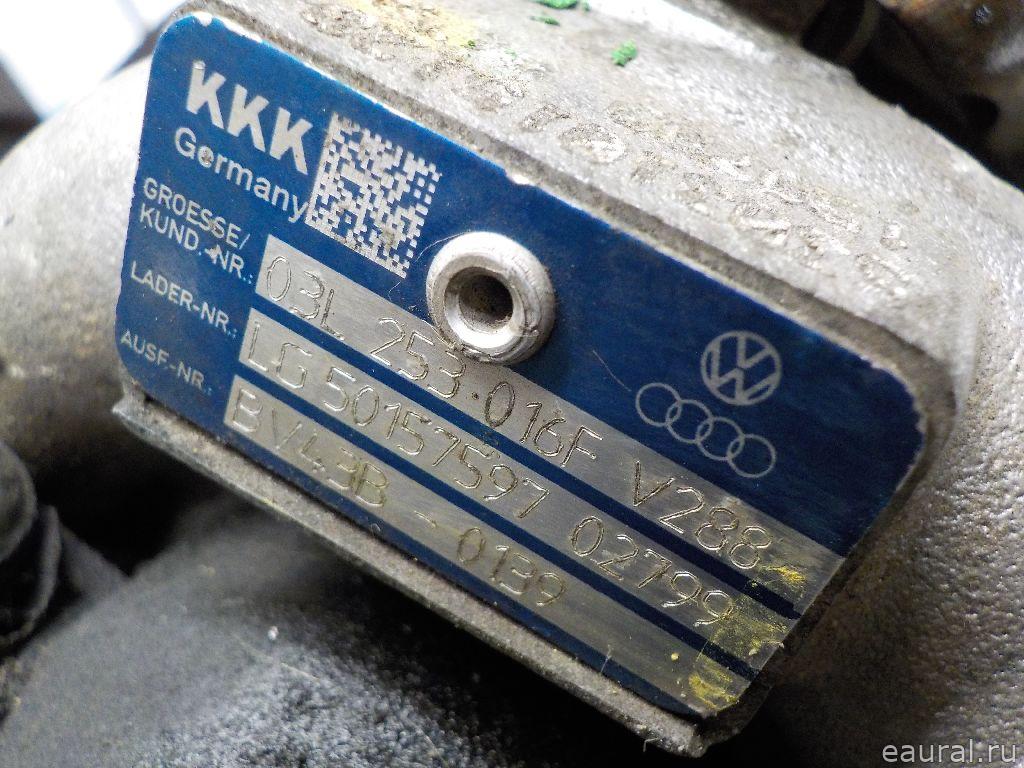 KKK
Germany
GROESSE/
KUND.-NR.: 03L 253 016F V288
LADER-NR.: LG 50157597 02799
AUSF.-NR.: BV43B - 0139
eaural.ru